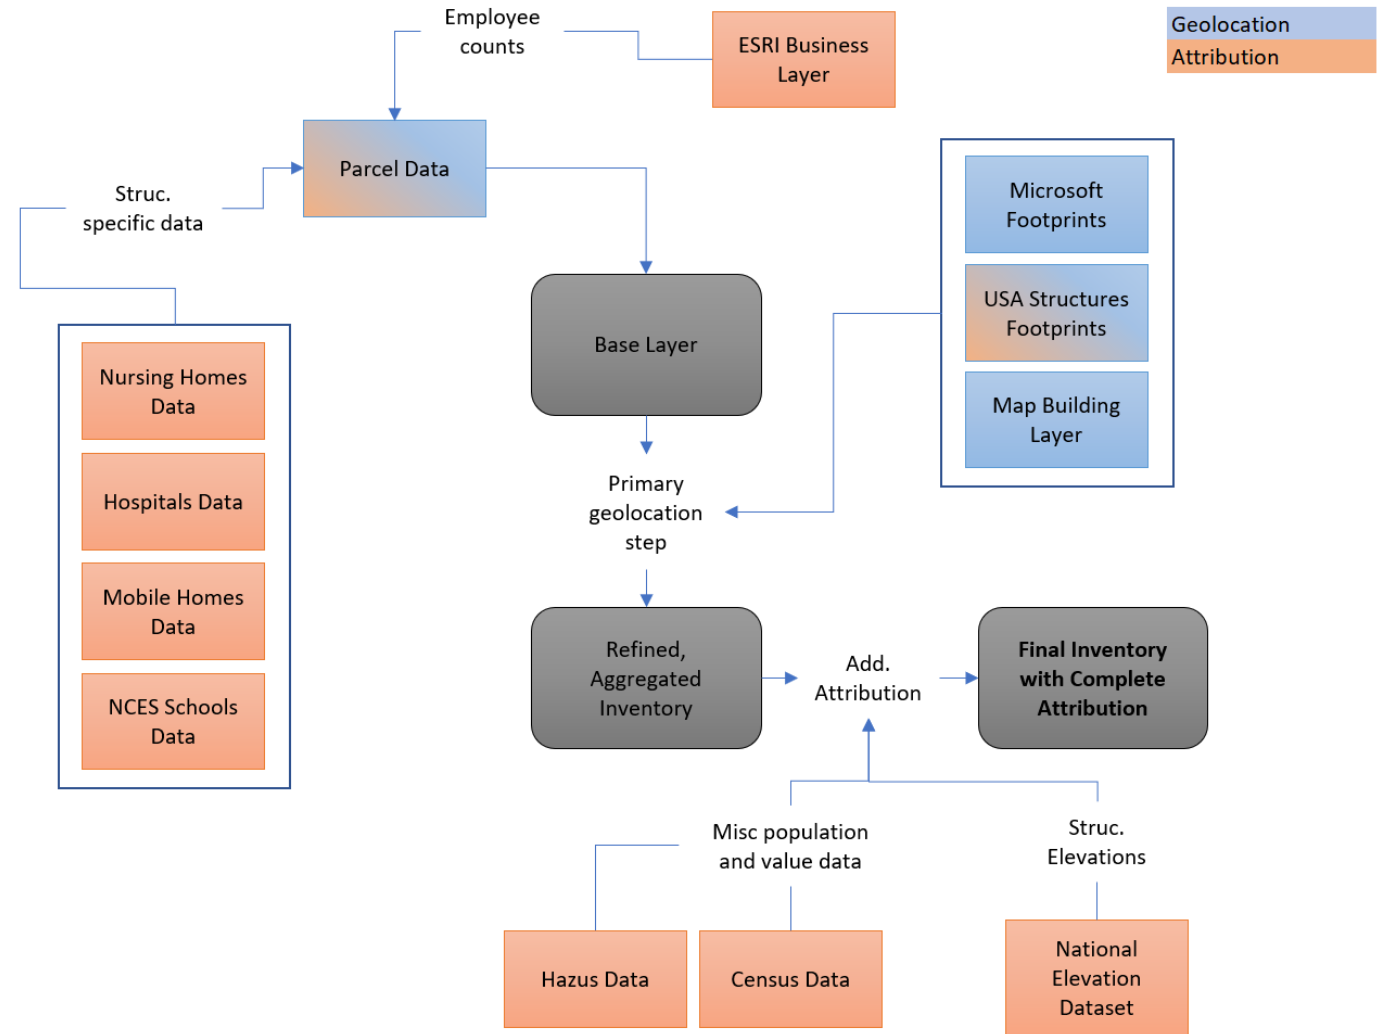 Employee
counts
ESRI Business
Layer
Geolocation
Attribution
Parcel Data
Struc.
specific data
Microsoft
Footprints
USA Structures
Footprints
Map Building
Layer
Base Layer
Nursing Homes
Data
Hospitals Data
Mobile Homes
Data
NCES Schools
Data
Primary
geolocation
step
Refined,
Aggregated
Inventory
Add.
Attribution
Final Inventory
with Complete
Attribution
Misc population
and value data
Struc.
Elevations
Hazus Data
Census Data
National
Elevation
Dataset